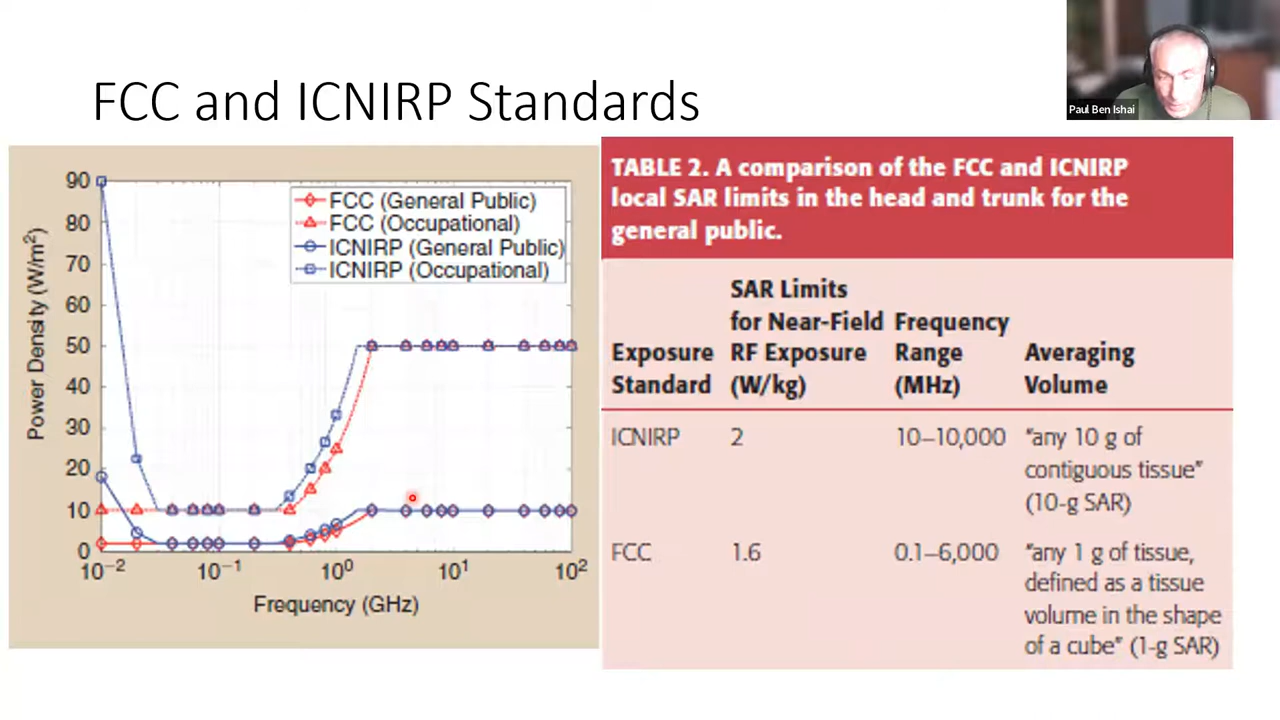 FCC and ICNIRP Standards
Paul Ben Ishai
90
80
70
60
50
40
30
20
10
0
Power Density (W/m²)
FCC (General Public)
FCC (Occupational)
ICNIRP (General Public)
ICNIRP (Occupational)
10⁻² 10⁻¹ 10⁰ 10¹ 10²
Frequency (GHz)
TABLE 2. A comparison of the FCC and ICNIRP
local SAR limits in the head and trunk for the
general public.
SAR Limits
for Near-Field Frequency
Exposure RF Exposure Range Averaging
Standard (W/kg) (MHz) Volume
ICNIRP 2 10–10,000 “any 10 g of
contiguous tissue”
(10-g SAR)
FCC 1.6 0.1–6,000 “any 1 g of tissue,
defined as a tissue
volume in the shape
of a cube” (1-g SAR)